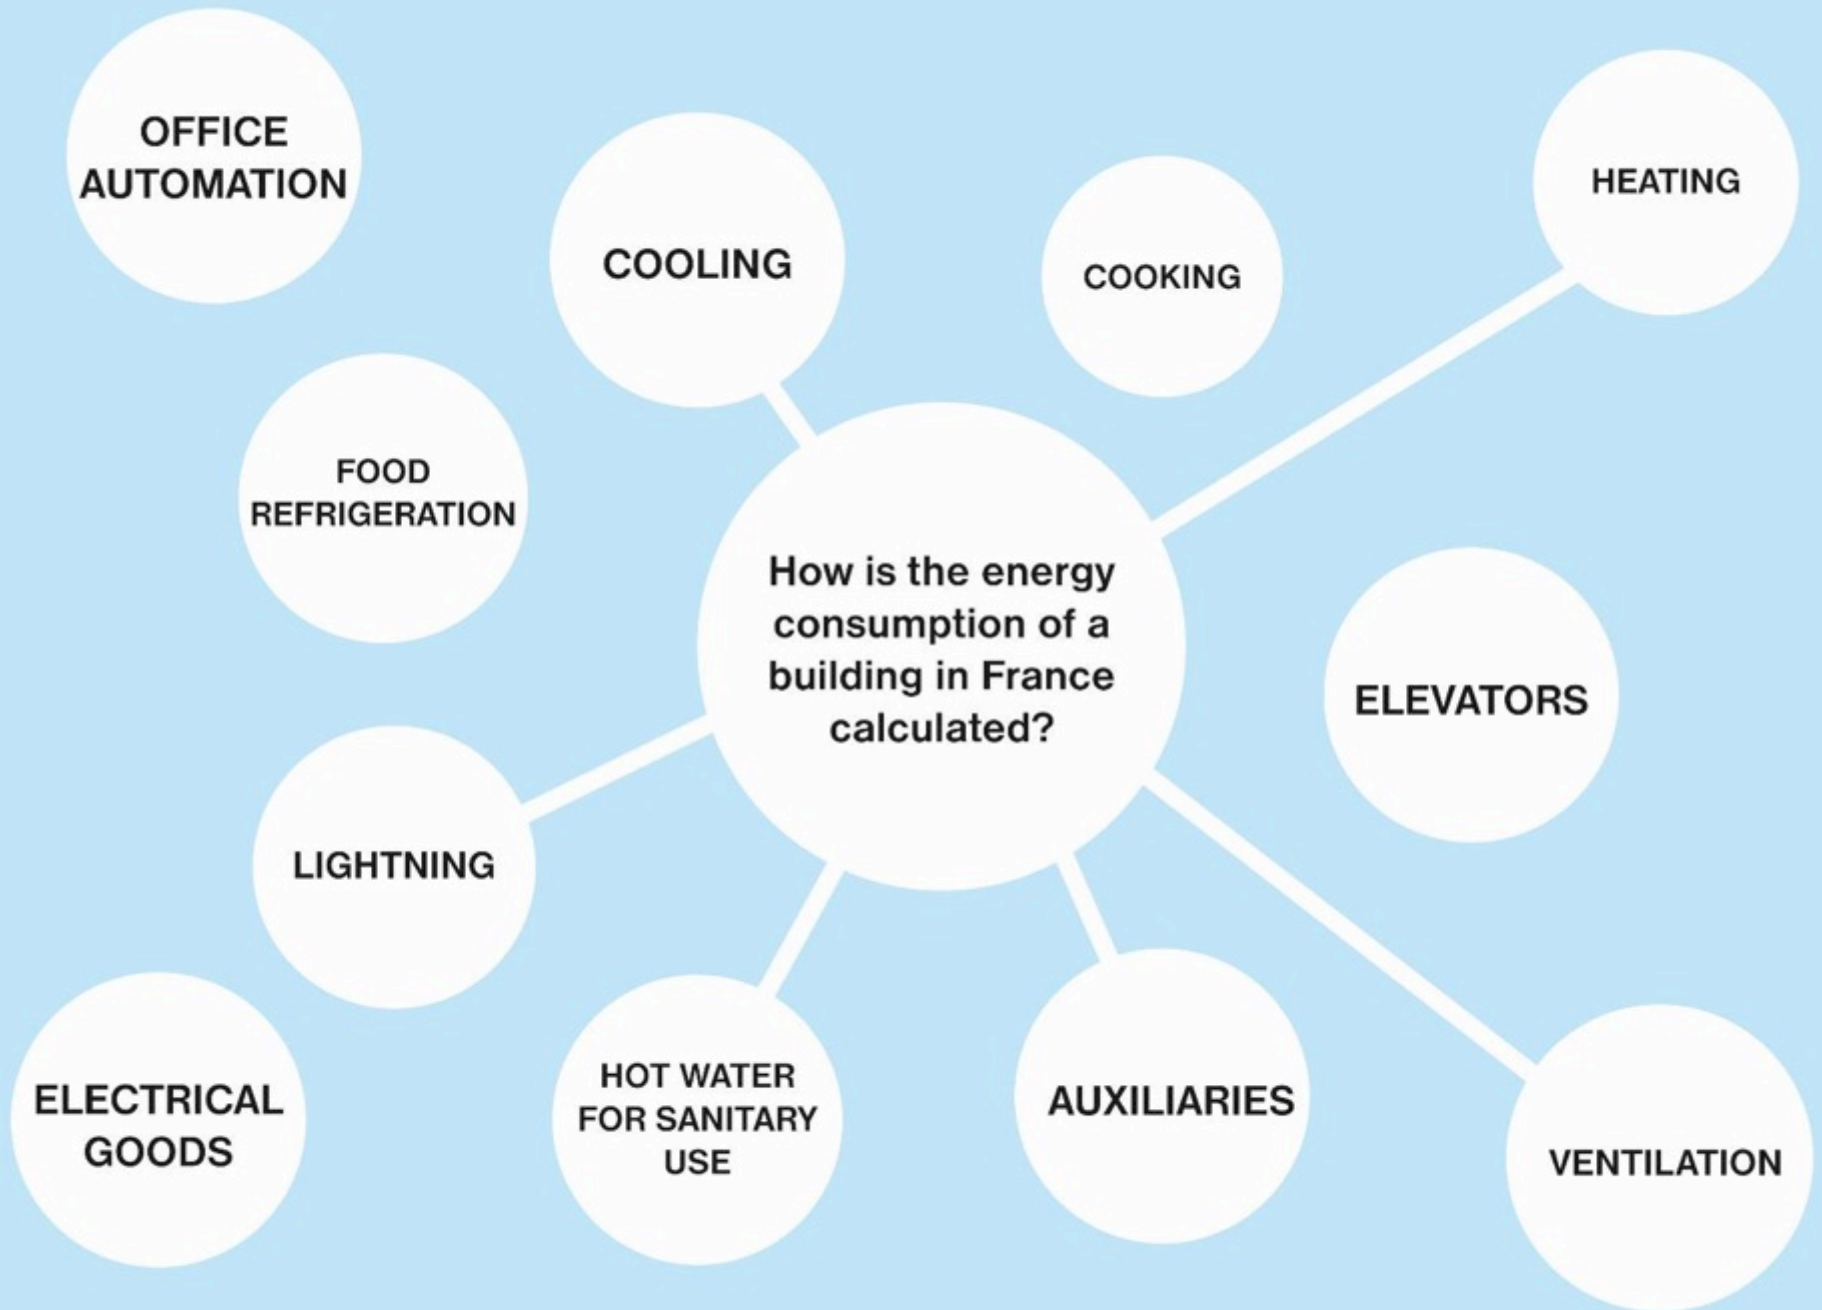 OFFICE
AUTOMATION
COOLING
COOKING
HEATING
FOOD
REFRIGERATION
How is the energy
consumption of a
building in France
calculated?
ELEVATORS
LIGHTNING
ELECTRICAL
GOODS
HOT WATER
FOR SANITARY
USE
AUXILIARIES
VENTILATION